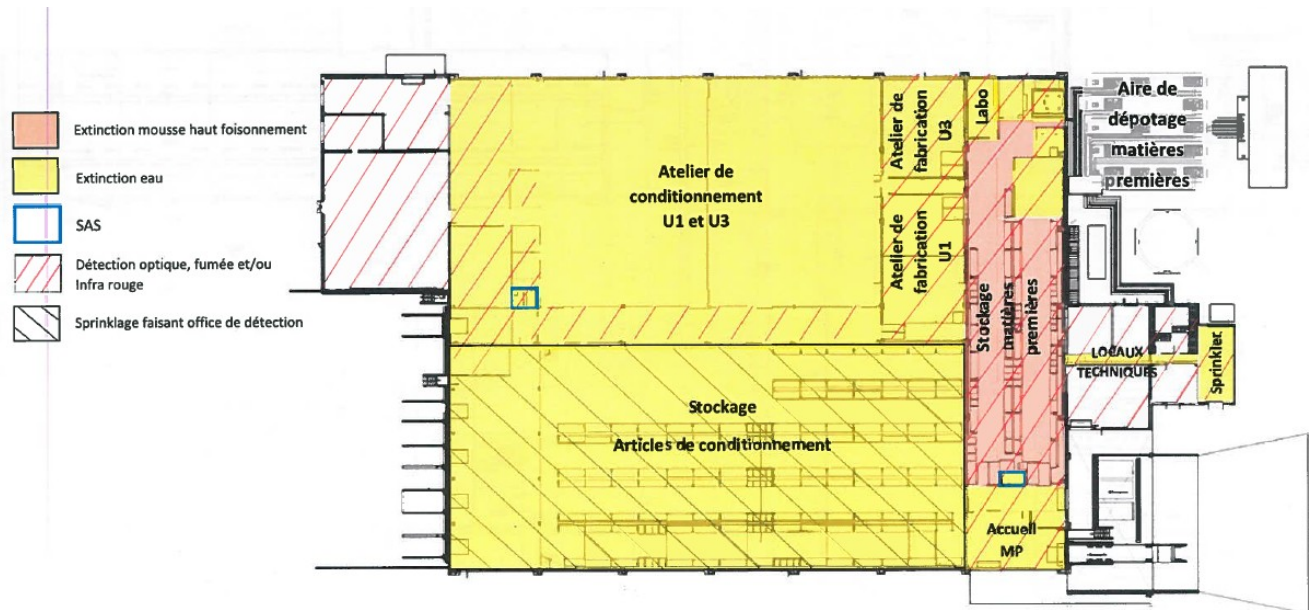 Extinction mousse haut foisonnement
Extinction eau
SAS
Détection optique, fumée et/ou
Infra rouge
Sprinklage faisant office de détection
Atelier de
conditionnement
U1 et U3
Atelier de
fabrication
U3
Labo
Aire de
dépotage
matières
premières
Atelier de
fabrication
U1
Stockage
matières
premières
LOCAUX
TECHNIQUES
Sprinkler
Stockage
Articles de conditionnement
Accueil
MP